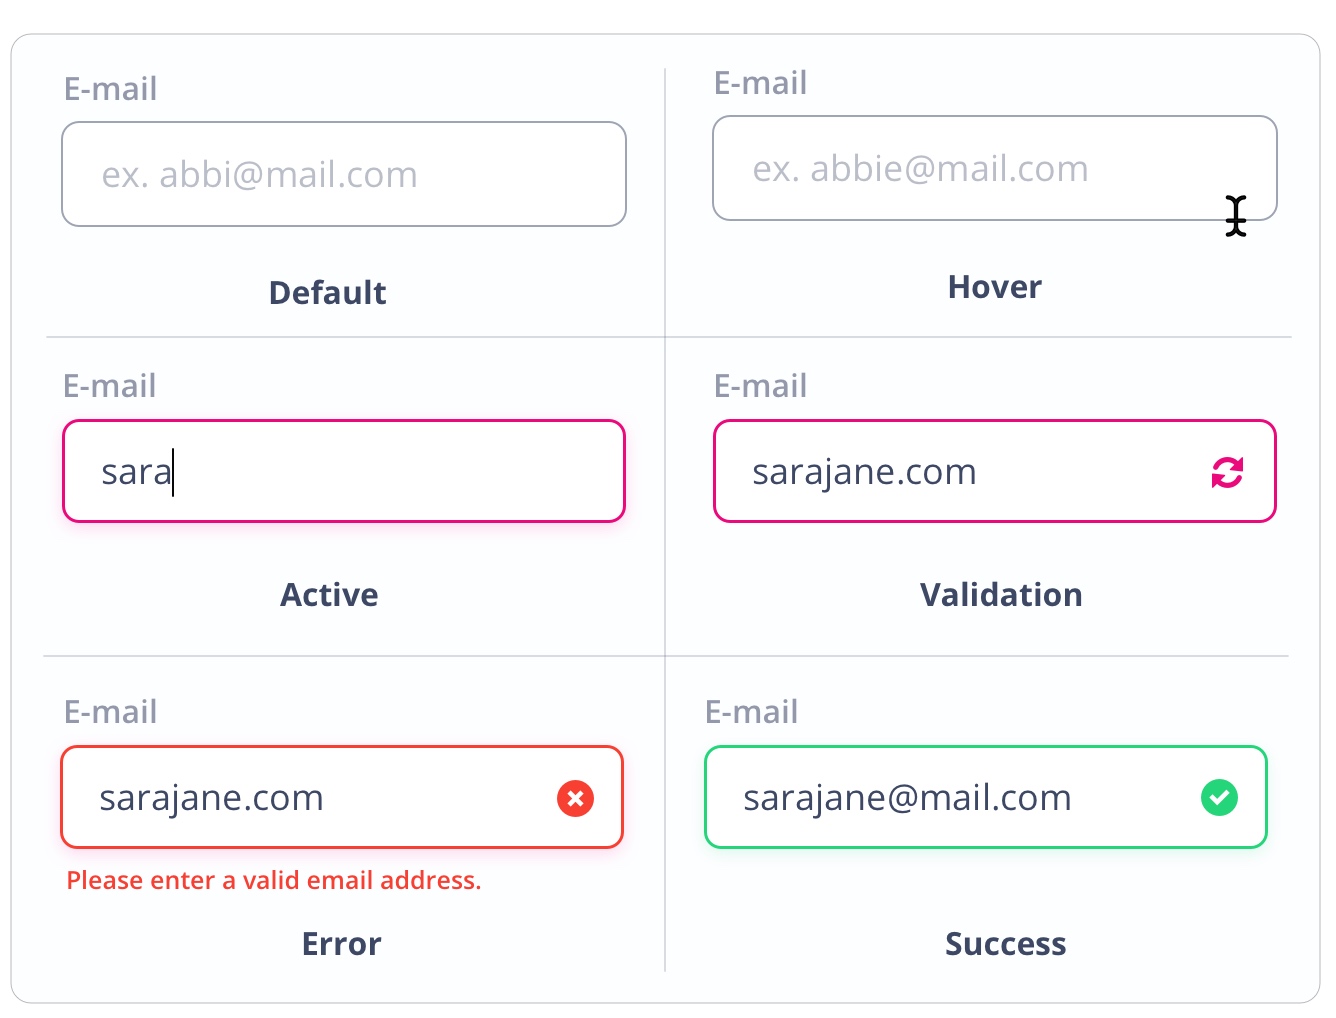 E-mail
ex. abbi@mail.com
Default
E-mail
ex. abbie@mail.com
Hover
E-mail
sara
Active
E-mail
sarajane.com
Validation
E-mail
sarajane.com
Please enter a valid email address.
Error
E-mail
sarajane@mail.com
Success